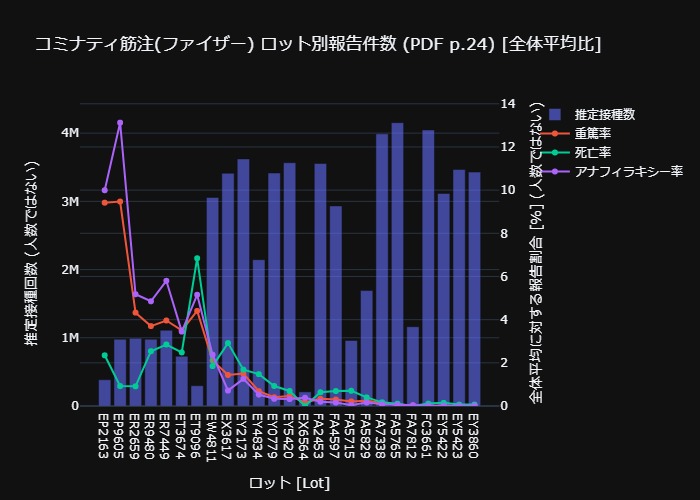 コミナティ筋注(ファイザー) ロット別報告件数 (PDF p.24) [全体平均比]
推定接種回数 (人数ではない)
4M
3M
2M
1M
0
14
12
10
8
6
4
2
0
全体平均に対する報告割合 [%] (人数ではない)
推定接種数
重篤率
死亡率
アナフィラキシー率
EP2163
EP9605
ER2659
ER9480
ER7449
ET3674
ET9096
EW4811
EX3617
EY2173
EY4834
EY0779
EY5420
EX6564
FA2453
FA4597
FA5715
FA5829
FA7338
FA5765
FA7812
FC3661
EY5422
EY5423
EY3860
ロット [Lot]